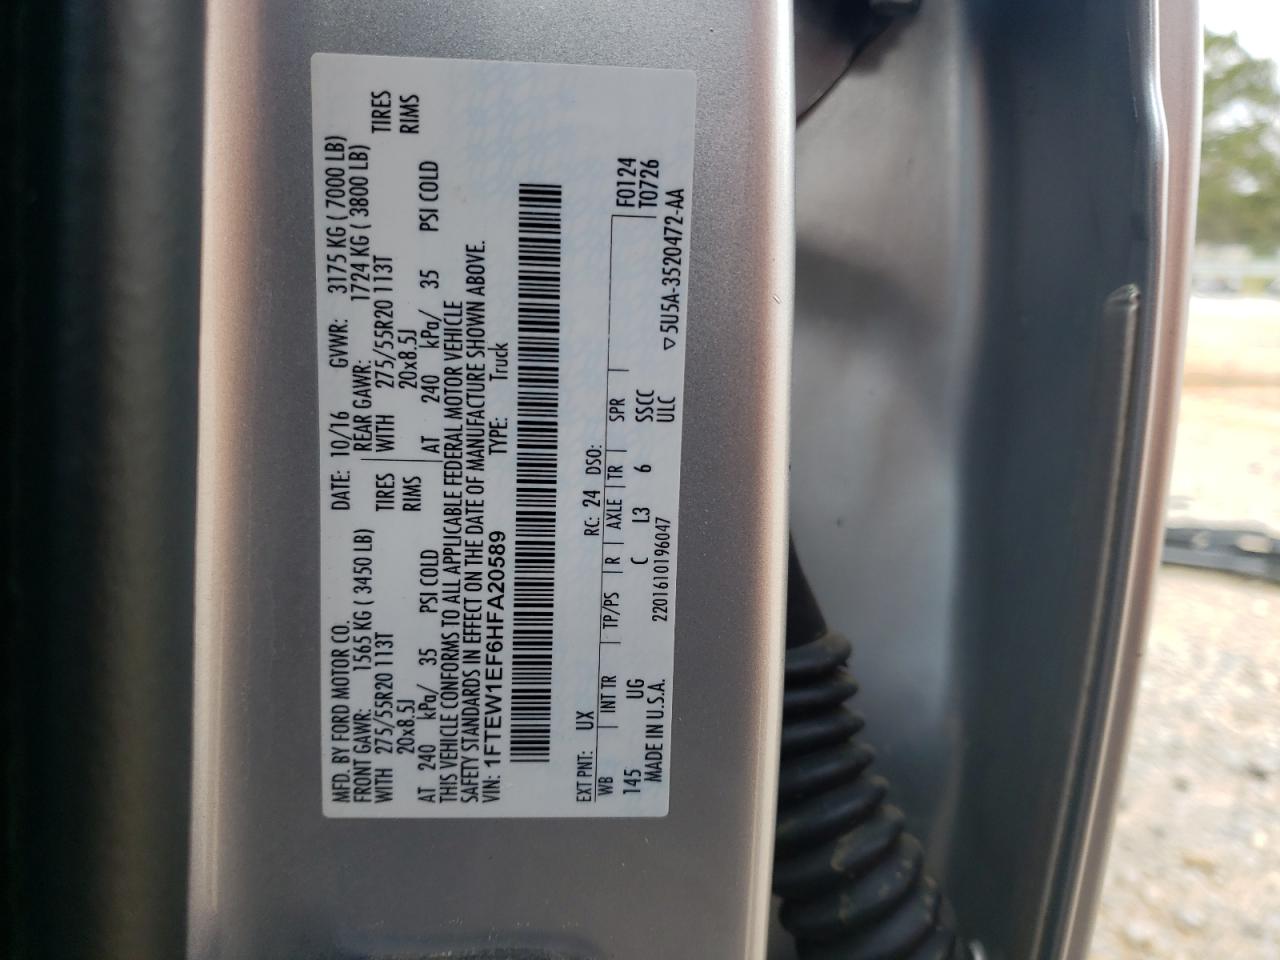 MFD. BY FORD MOTOR CO. DATE: 10/16 GVWR: 3175 KG ( 7000 LB)
FRONT GAWR: 1565 KG ( 3450 LB) REAR GAWR: 1724 KG ( 3800 LB)
WITH 275/55R20 113T TIRES WITH 275/55R20 113T TIRES
20x8.5J RIMS 20x8.5J RIMS
AT 240 kPa/ 35 PSI COLD AT 240 kPa/ 35 PSI COLD
THIS VEHICLE CONFORMS TO ALL APPLICABLE FEDERAL MOTOR VEHICLE
SAFETY STANDARDS IN EFFECT ON THE DATE OF MANUFACTURE SHOWN ABOVE.
VIN: 1FTEW1EF6HFA20589 TYPE: Truck
EXT PNT: UX RC: 24 DSO:
WB INT TR TP/PS R AXLE TR SPR F0124
145 UG C L3 6 SSCC T0726
MADE IN U.S.A. 2201610196047 ULC ▽5U5A-3520472-AA